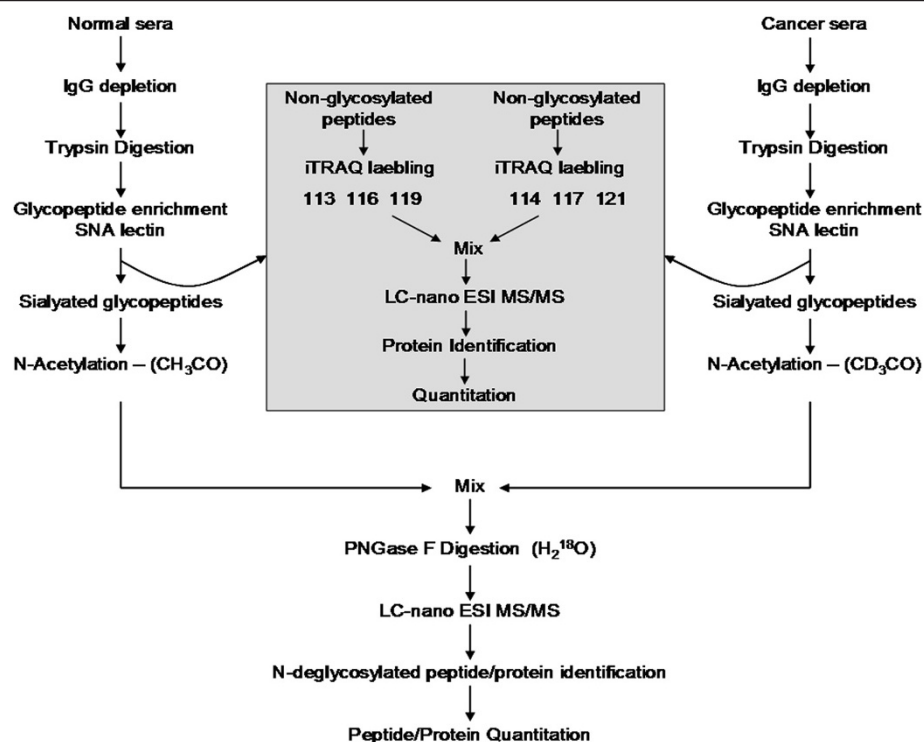 Normal sera
IgG depletion
Trypsin Digestion
Glycopeptide enrichment
SNA lectin
Sialyated glycopeptides
N-Acetylation – (CH₃CO)
Non-glycosylated
peptides
iTRAQ laebling
113 116 119
Non-glycosylated
peptides
iTRAQ laebling
114 117 121
Mix
LC-nano ESI MS/MS
Protein Identification
Quantitation
Cancer sera
IgG depletion
Trypsin Digestion
Glycopeptide enrichment
SNA lectin
Sialyated glycopeptides
N-Acetylation – (CD₃CO)
Mix
PNGase F Digestion (H₂¹⁸O)
LC-nano ESI MS/MS
N-deglycosylated peptide/protein identification
Peptide/Protein Quantitation